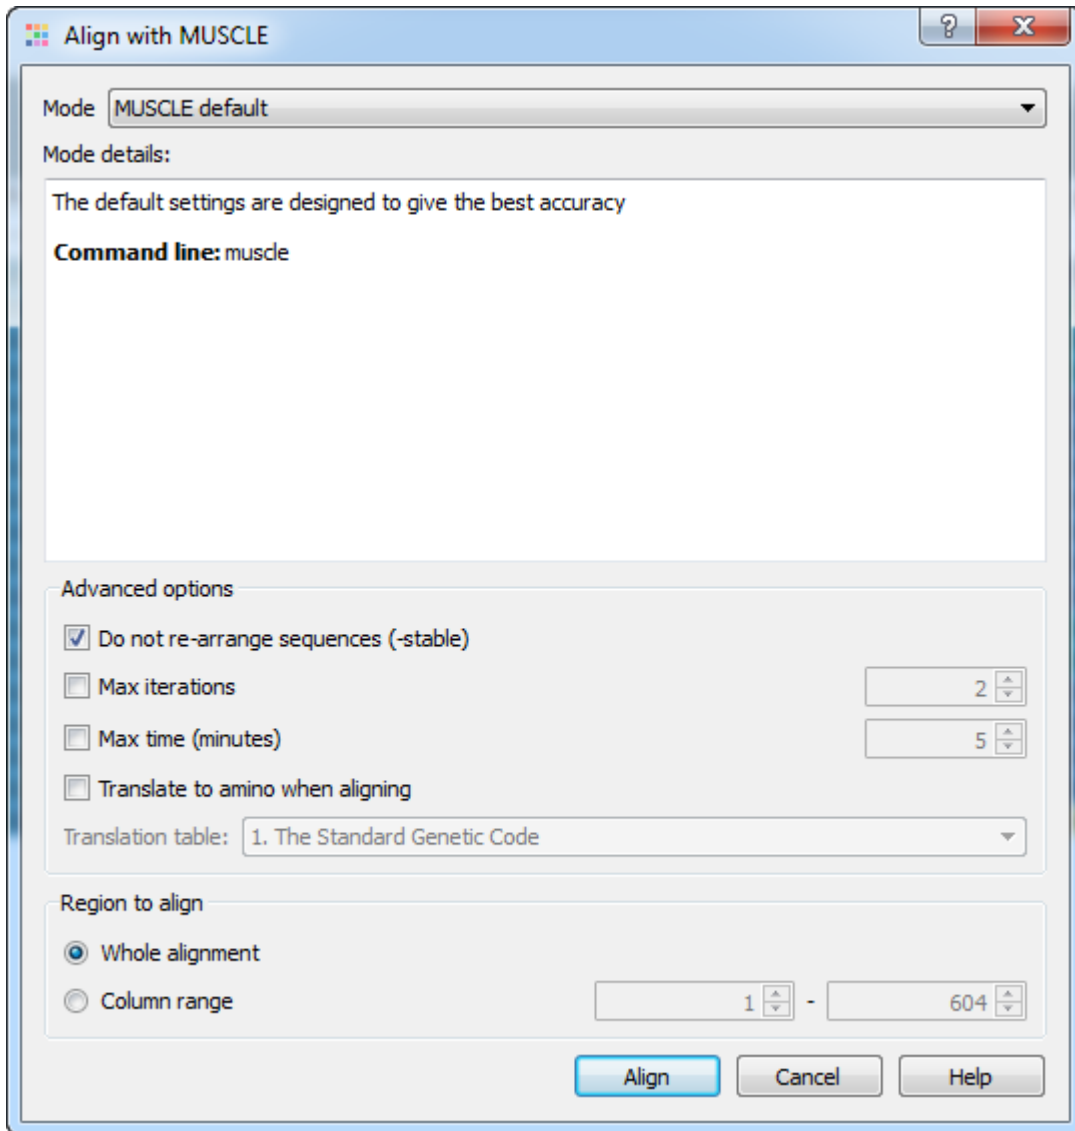 Align with MUSCLE
Mode MUSCLE default
Mode details:
The default settings are designed to give the best accuracy
Command line: muscle
Advanced options
Do not re-arrange sequences (-stable)
Max iterations 2
Max time (minutes) 5
Translate to amino when aligning
Translation table: 1. The Standard Genetic Code
Region to align
Whole alignment
Column range 1 - 604
Align Cancel Help